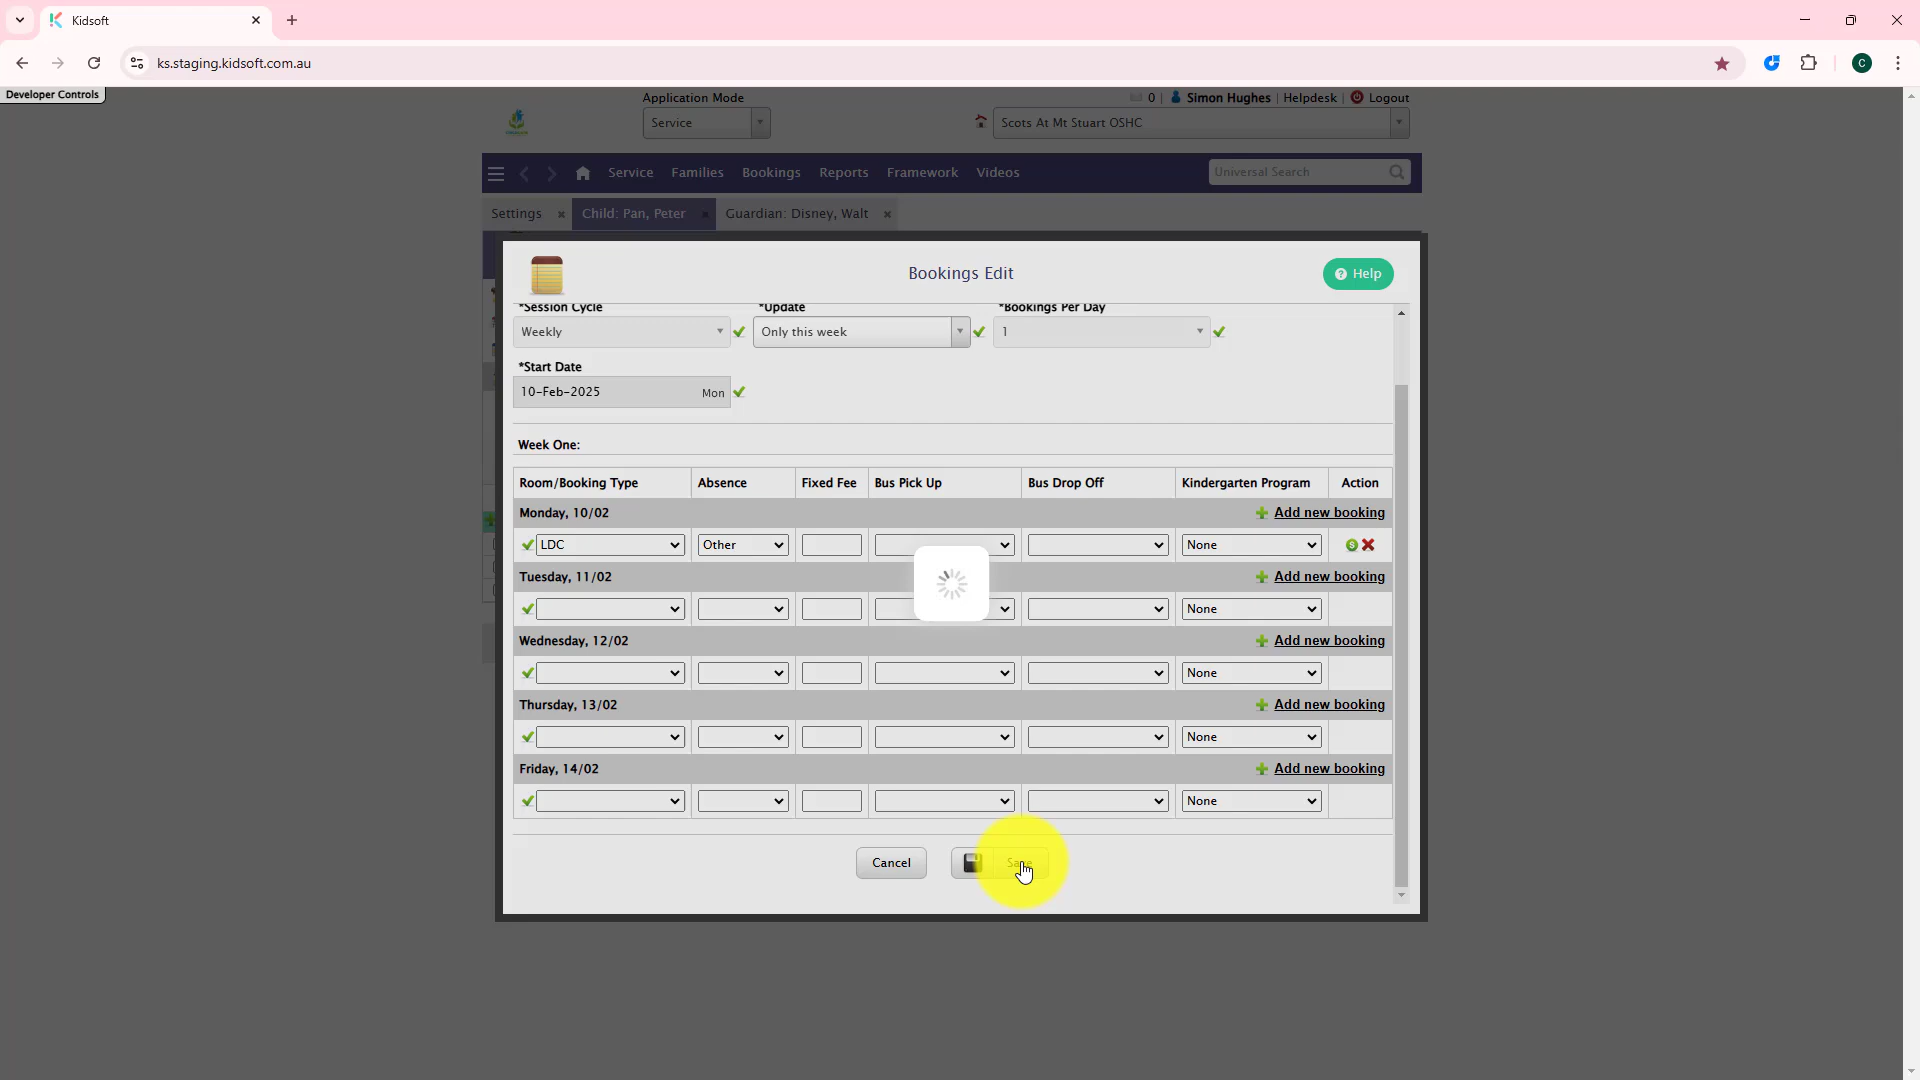 Kidsoft
ks.staging.kidsoft.com.au
C
Developer Controls
Application Mode
0 | Simon Hughes | Helpdesk | Logout
Service
Scots At Mt Stuart OSHC
Service Families Bookings Reports Framework Videos
Universal Search
Settings
Child: Pan, Peter
Guardian: Disney, Walt
Bookings Edit
Help
*Session Cycle *Update *Bookings Per Day
Weekly Only this week 1
*Start Date
10-Feb-2025 Mon
Week One:
Room/Booking Type Absence Fixed Fee Bus Pick Up Bus Drop Off Kindergarten Program Action
Monday, 10/02 Add new booking
LDC Other None S
Tuesday, 11/02 Add new booking
None
Wednesday, 12/02 Add new booking
None
Thursday, 13/02 Add new booking
None
Friday, 14/02 Add new booking
None
Cancel Save